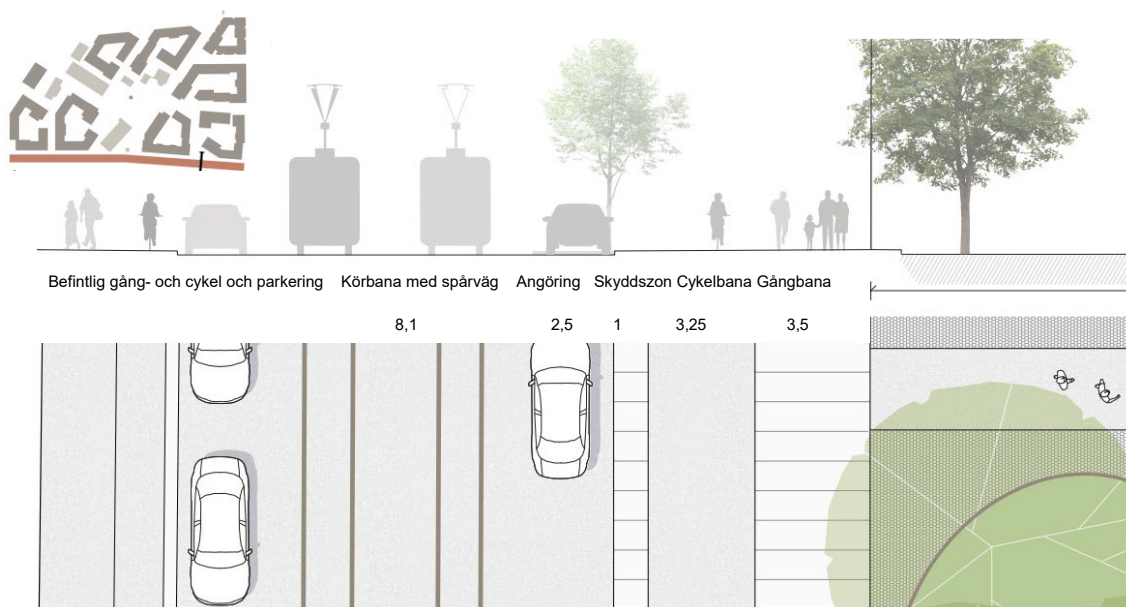 Befintlig gång- och cykel och parkering Körbana med spårväg Angöring Skyddszon Cykelbana Gångbana
8,1 2,5 1 3,25 3,5